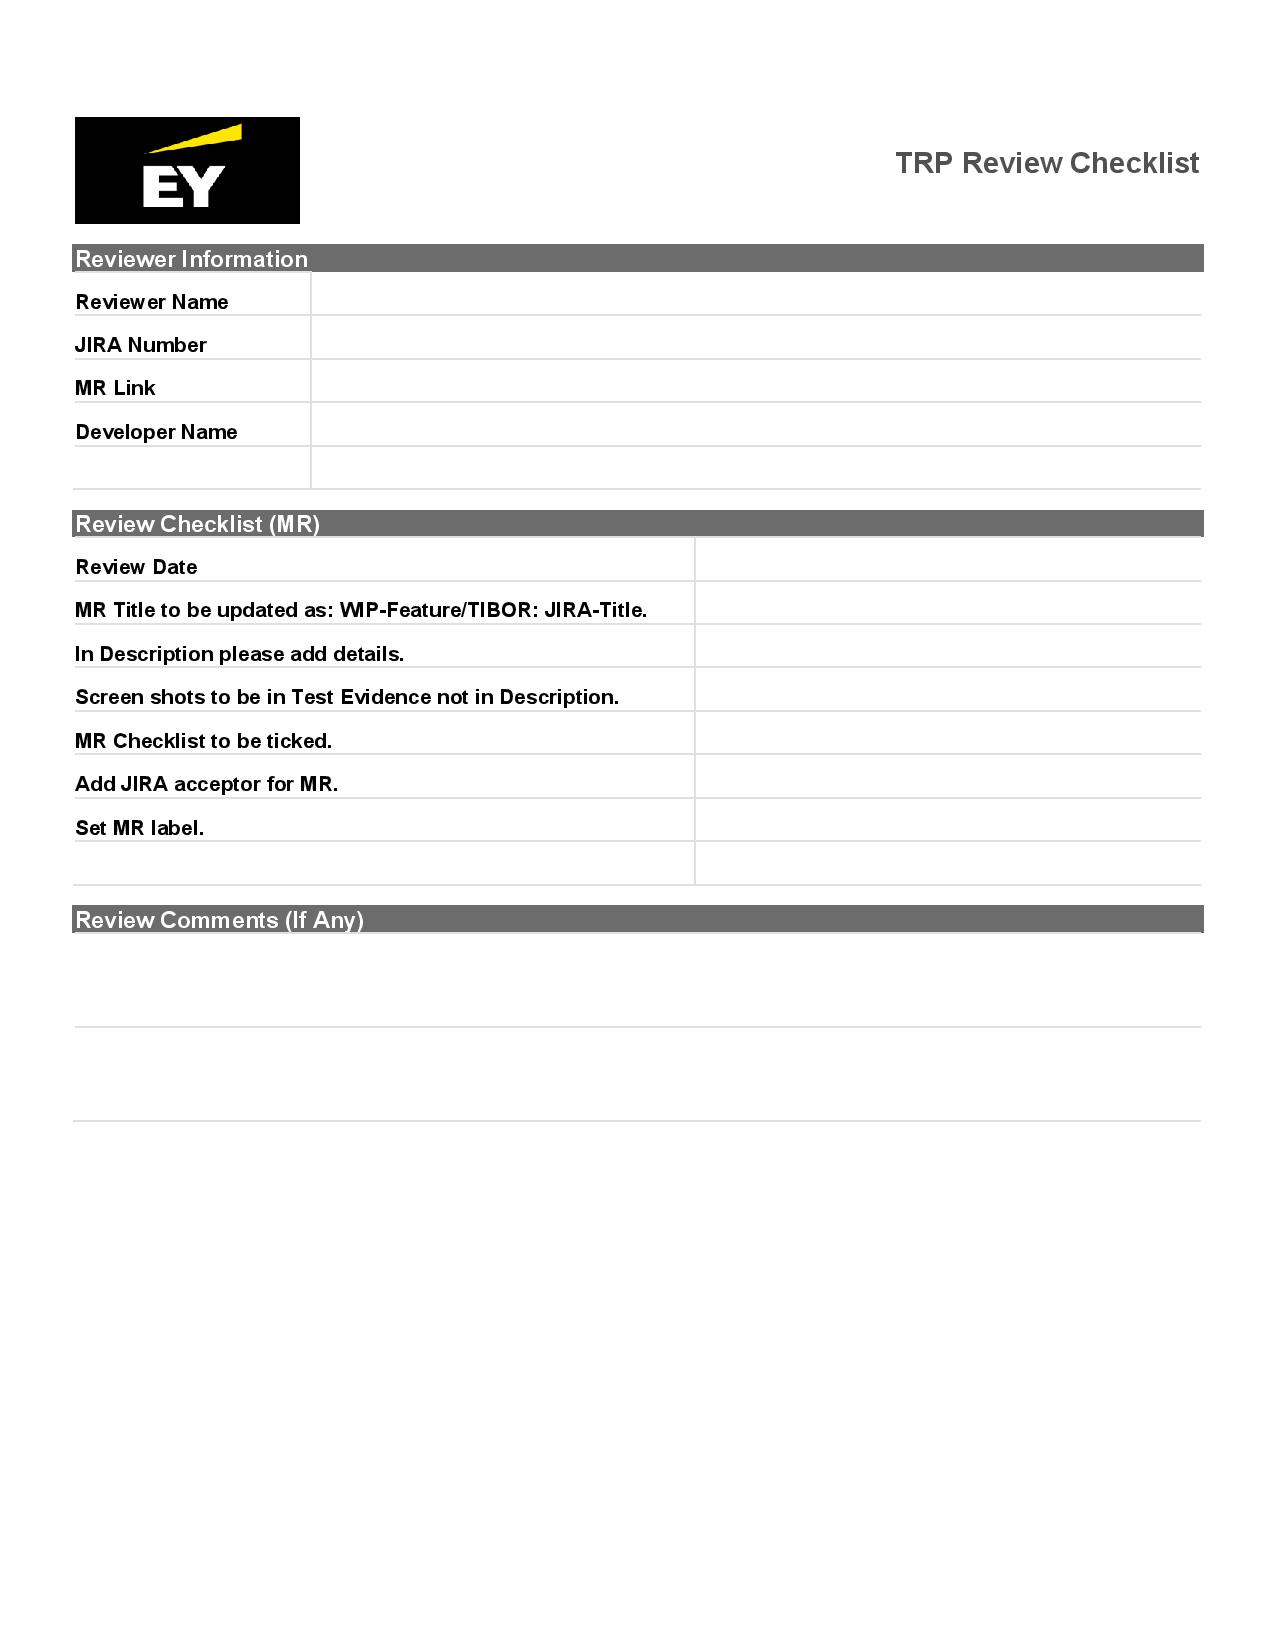 EY
TRP Review Checklist
Reviewer Information
Reviewer Name
JIRA Number
MR Link
Developer Name
Review Checklist (MR)
Review Date
MR Title to be updated as: WIP-Feature/TIBOR: JIRA-Title.
In Description please add details.
Screen shots to be in Test Evidence not in Description.
MR Checklist to be ticked.
Add JIRA acceptor for MR.
Set MR label.
Review Comments (If Any)